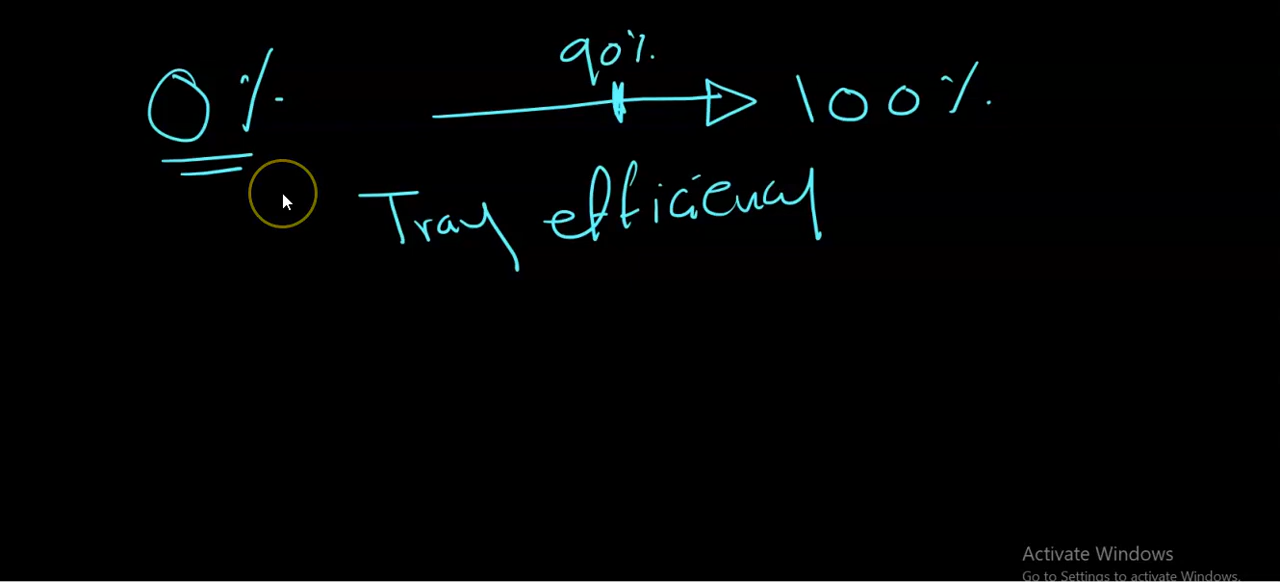 90%
0% 100%
Tray efficiency
Activate Windows
Go to Settings to activate Windows.